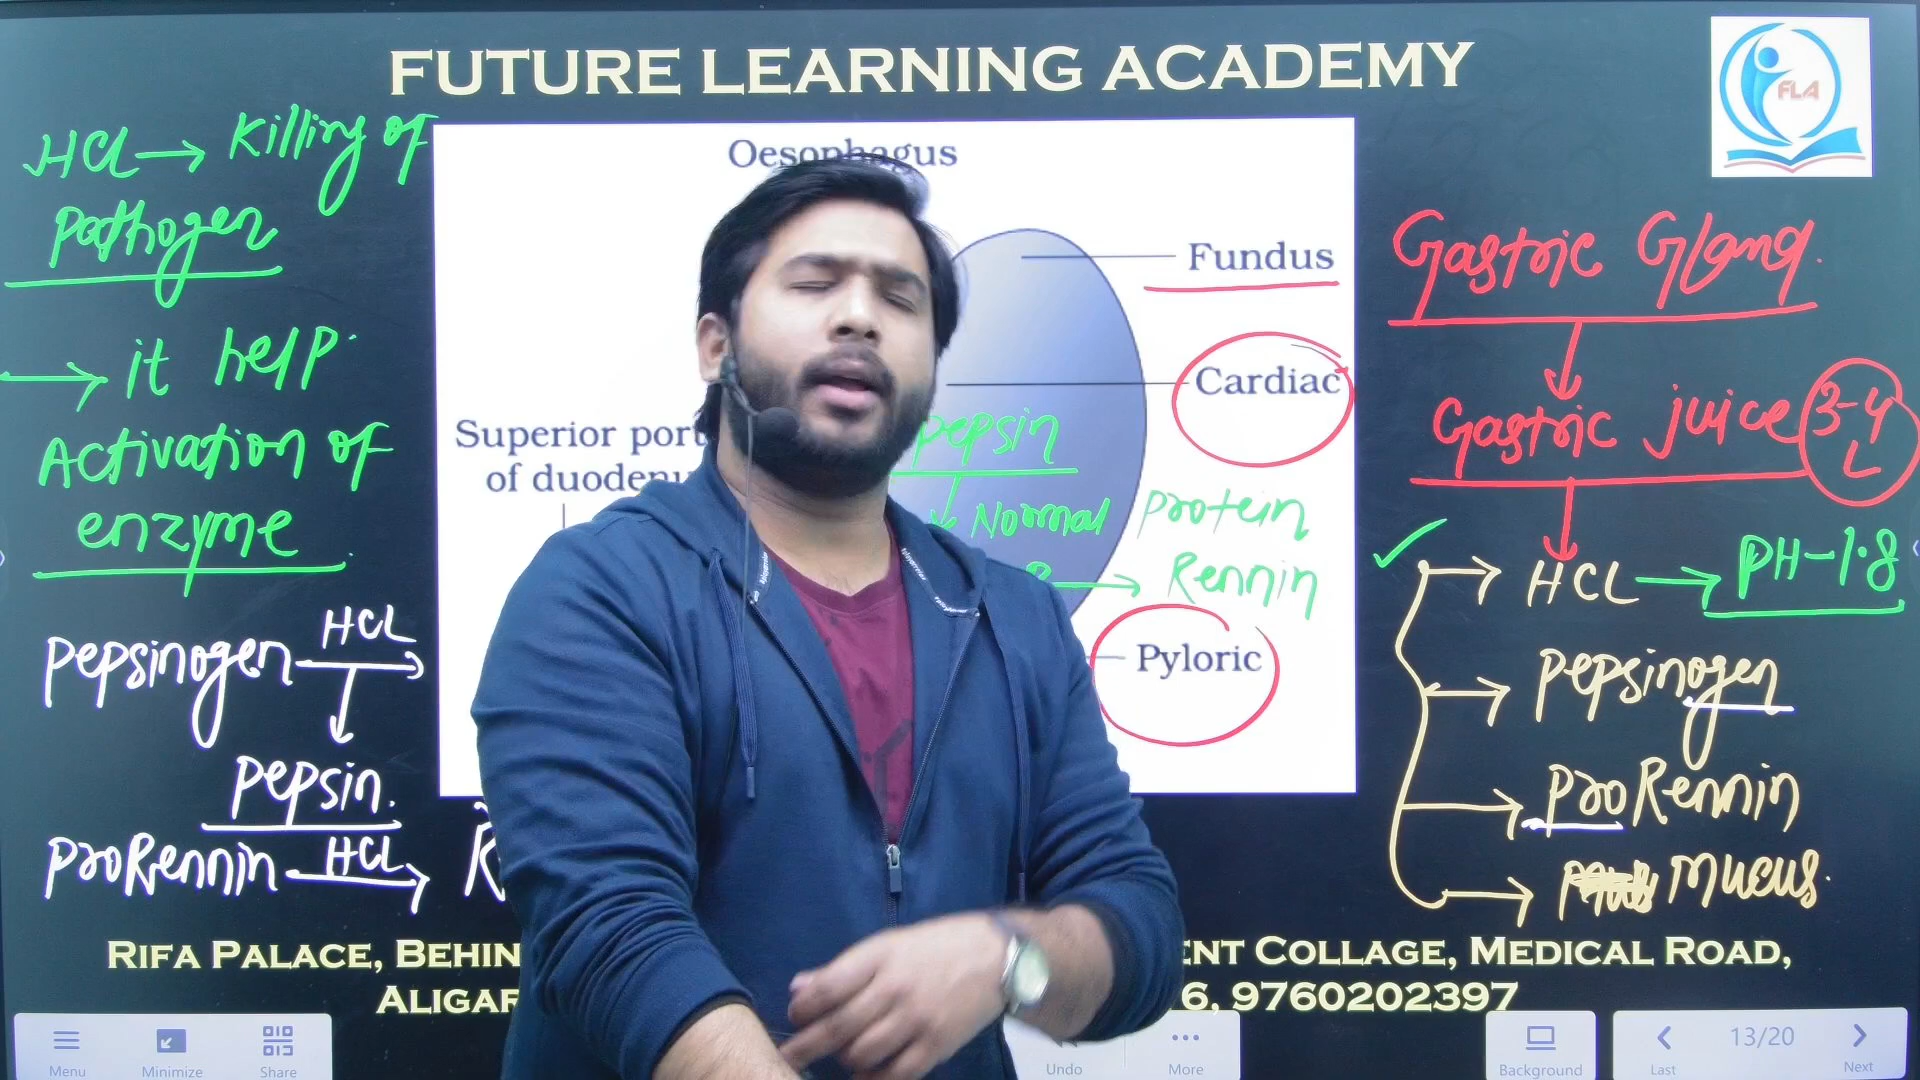 FUTURE LEARNING ACADEMY
FLA
HCl → Killing of
Pathogen
→ it help
Activation of
enzyme
Pepsinogen HCL →
↓
Pepsin.
ProRennin HCL → R
Oesophagus
Fundus
Cardiac
Superior port
of duodenu
Pepsin
↓ Normal Protein
→ Rennin
Pyloric
Gastric Gland.
↓
Gastric juice 3-4 L
↓
✓ → HCL → PH-1.8
→ Pepsinogen
→ ProRennin
→ Mucus.
RIFA PALACE, BEHIN ENT COLLAGE, MEDICAL ROAD,
ALIGAR 6, 9760202397
Menu Minimize Share Undo More Background Last 13/20 Next